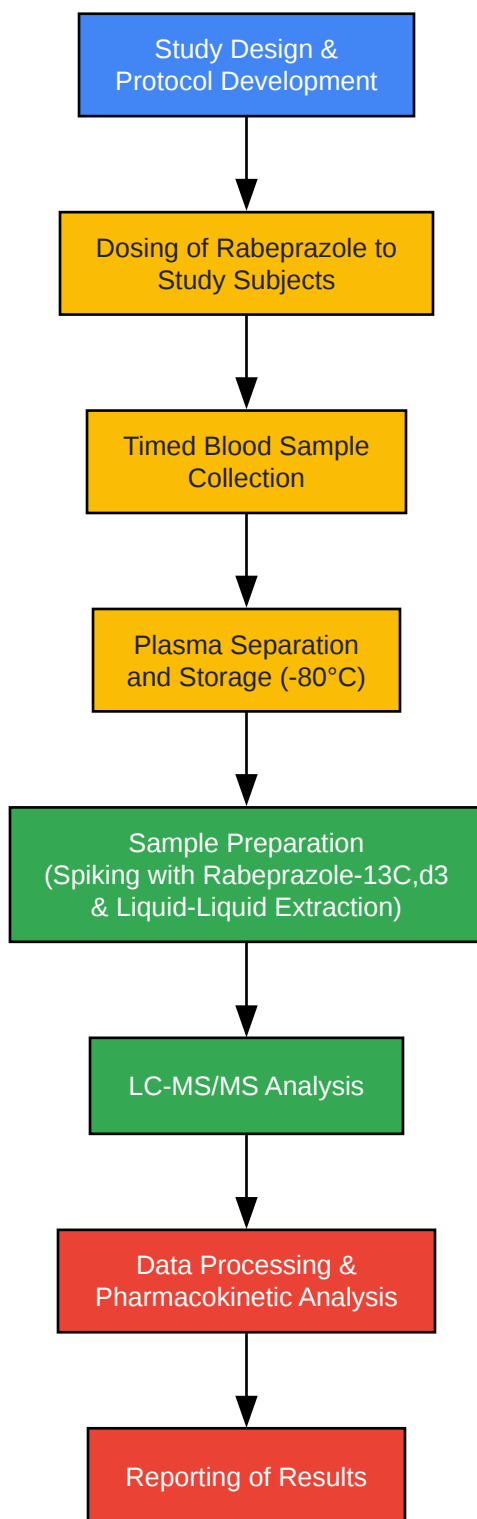 Study Design &
Protocol Development
Dosing of Rabeprazole to
Study Subjects
Timed Blood Sample
Collection
Plasma Separation
and Storage (-80°C)
Sample Preparation
(Spiking with Rabeprazole-13C,d3
& Liquid-Liquid Extraction)
LC-MS/MS Analysis
Data Processing &
Pharmacokinetic Analysis
Reporting of Results